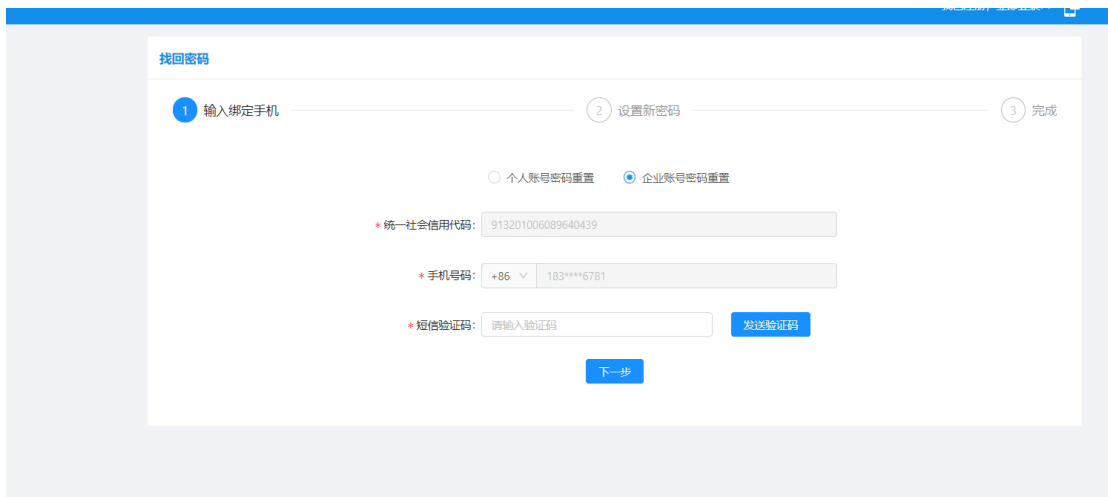 找回密码
1 输入绑定手机
2 设置新密码
3 完成
个人账号密码重置 企业账号密码重置
*统一社会信用代码: 913201006089640439
*手机号码: +86 183****6781
*短信验证码: 请输入验证码 发送验证码
下一步